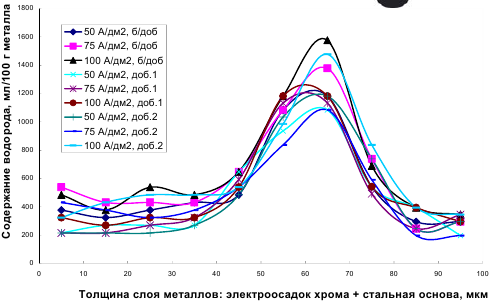 Содержание водорода, мл/100 г металла
1800
1600
1400
1200
1000
800
600
400
200
0
50 А/дм2, б/доб
75 А/дм2, б/доб
100 А/дм2, б/доб
50 А/дм2, доб.1
75 А/дм2, доб.1
100 А/дм2, доб.1
50 А/дм2, доб.2
75 А/дм2, доб.2
100 А/дм2, доб.2
0 10 20 30 40 50 60 70 80 90 100
Толщина слоя металлов: электроосадок хрома + стальная основа, мкм